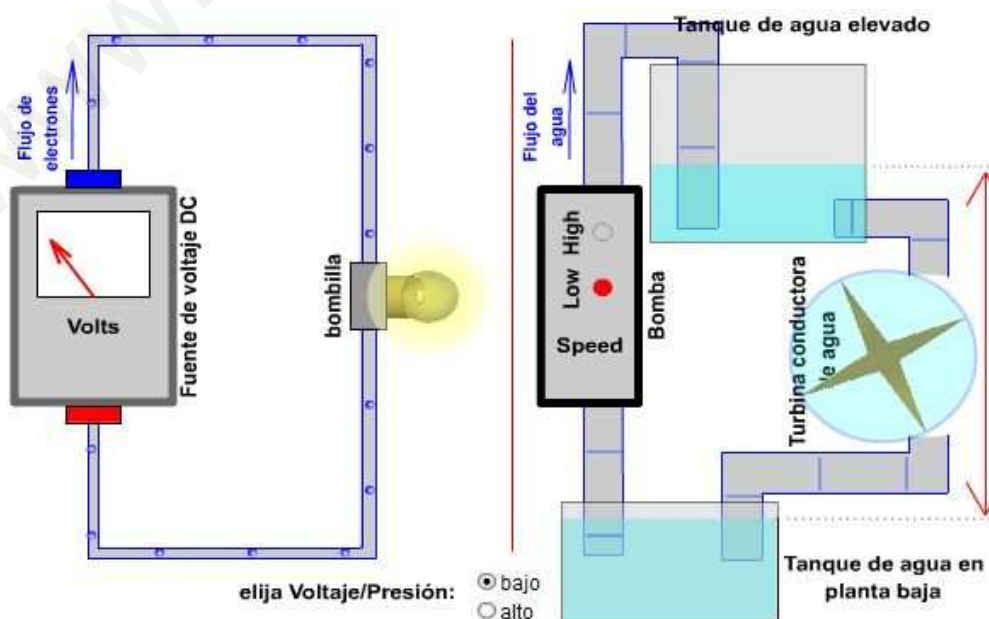 Flujo de
electrones
Fuente de voltaje DC
Volts
bombilla
Tanque de agua elevado
Flujo del
agua
Low High
Speed
Bomba
Turbina conductora
de agua
elija Voltaje/Presión:
bajo
alto
Tanque de agua en
planta baja